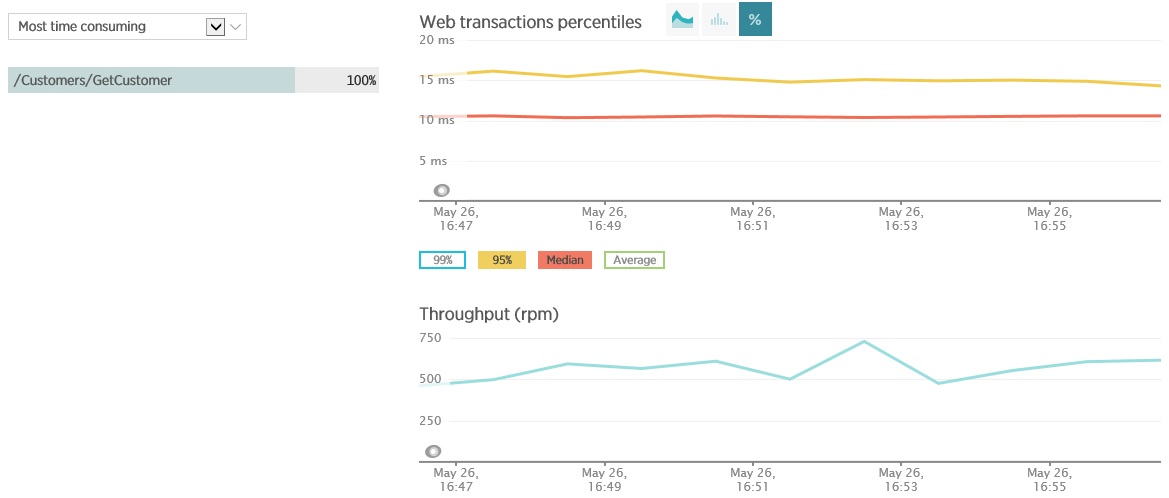 Most time consuming
/Customers/GetCustomer 100%
Web transactions percentiles %
20 ms
15 ms
10 ms
5 ms
May 26, May 26, May 26, May 26, May 26,
16:47 16:49 16:51 16:53 16:55
99% 95% Median Average
Throughput (rpm)
750
500
250
May 26, May 26, May 26, May 26, May 26,
16:47 16:49 16:51 16:53 16:55